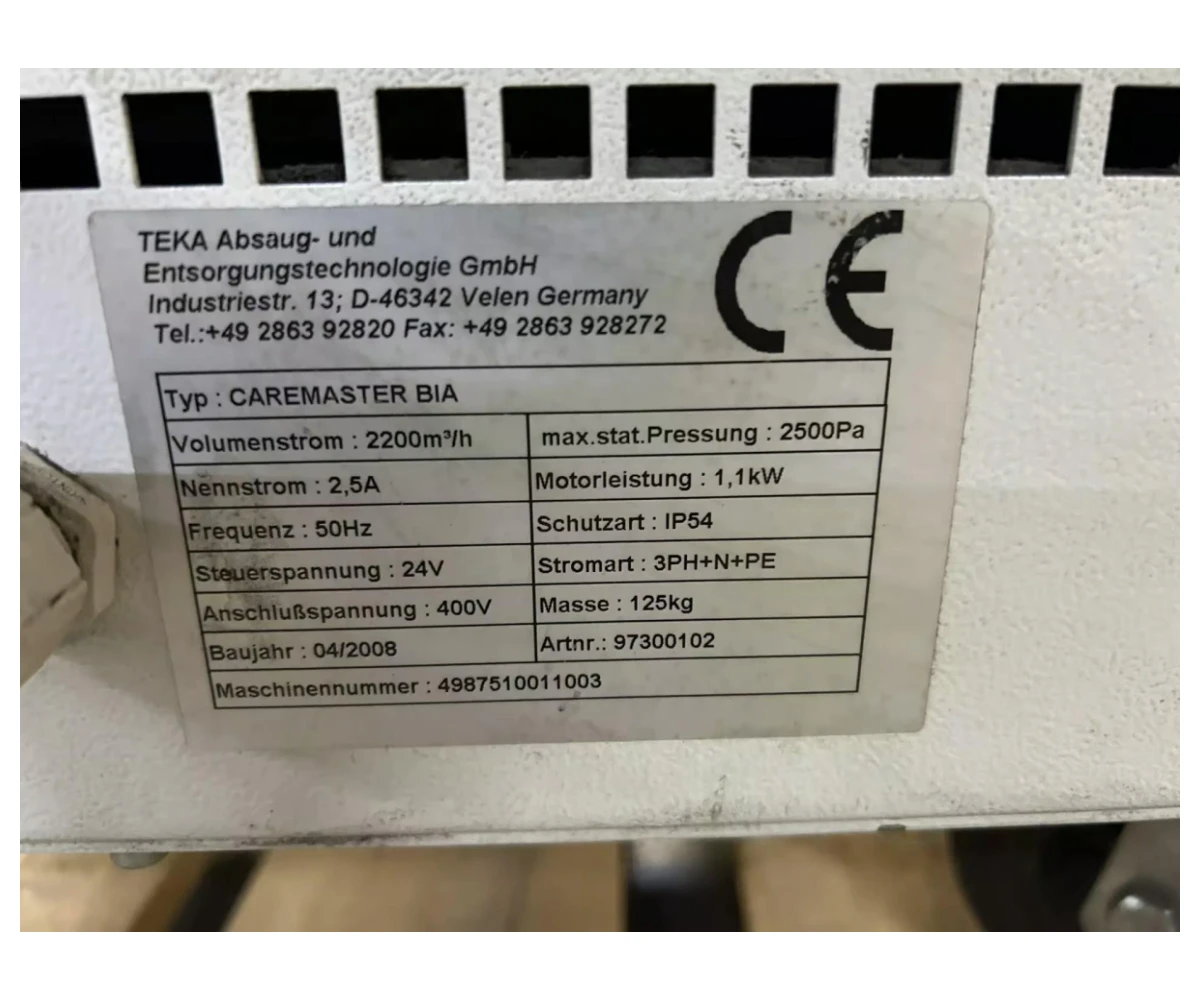 TEKA Absaug- und
Entsorgungstechnologie GmbH
Industriestr. 13; D-46342 Velen Germany
Tel.:+49 2863 92820 Fax: +49 2863 928272
CE
Typ : CAREMASTER BIA
Volumenstrom : 2200m³/h max.stat.Pressung : 2500Pa
Nennstrom : 2,5A Motorleistung : 1,1kW
Frequenz : 50Hz Schutzart : IP54
Steuerspannung : 24V Stromart : 3PH+N+PE
Anschlußspannung : 400V Masse : 125kg
Baujahr : 04/2008 Artnr.: 97300102
Maschinennummer : 4987510011003